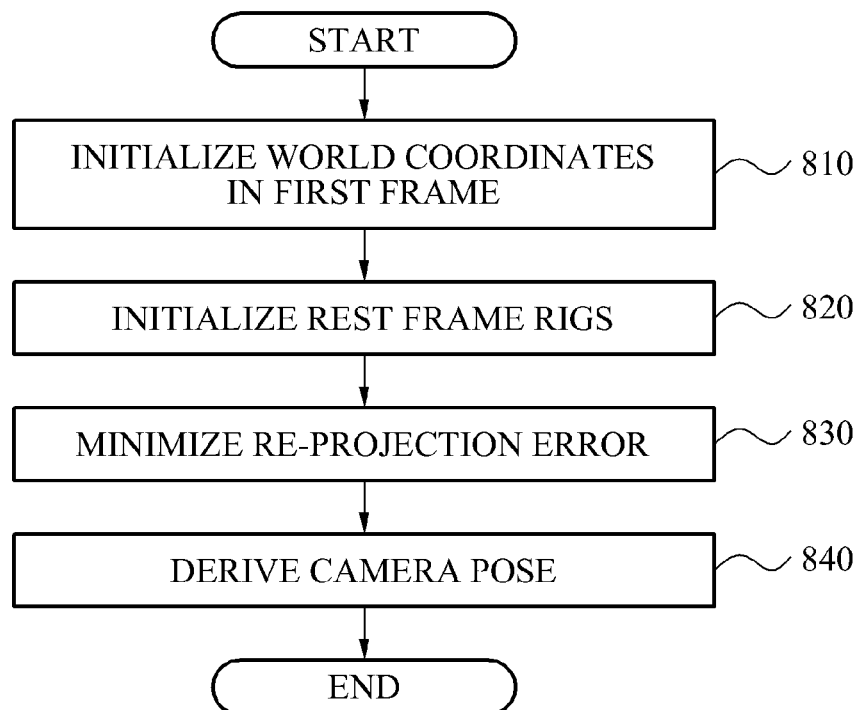 START
INITIALIZE WORLD COORDINATES
IN FIRST FRAME
810
INITIALIZE REST FRAME RIGS
820
MINIMIZE RE-PROJECTION ERROR
830
DERIVE CAMERA POSE
840
END